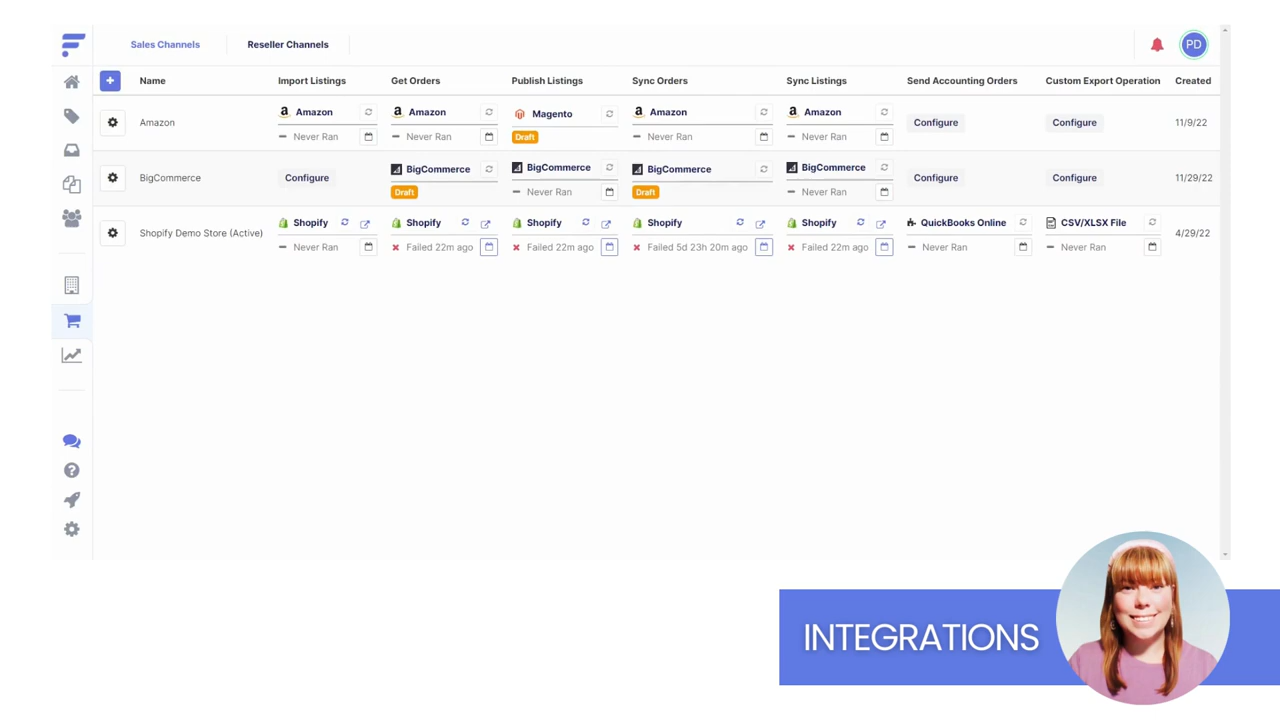 Sales Channels Reseller Channels PD
+ Name Import Listings Get Orders Publish Listings Sync Orders Sync Listings Send Accounting Orders Custom Export Operation Created
Amazon Amazon Amazon Magento Amazon Amazon Configure Configure 11/9/22
Never Ran Never Ran Draft Never Ran Never Ran
BigCommerce Configure BigCommerce BigCommerce BigCommerce BigCommerce Configure Configure 11/29/22
Draft Never Ran Draft Never Ran
Shopify Demo Store (Active) Shopify Shopify Shopify Shopify Shopify QuickBooks Online CSV/XLSX File 4/29/22
Never Ran Failed 22m ago Failed 22m ago Failed 5d 23h 20m ago Failed 22m ago Never Ran Never Ran
INTEGRATIONS